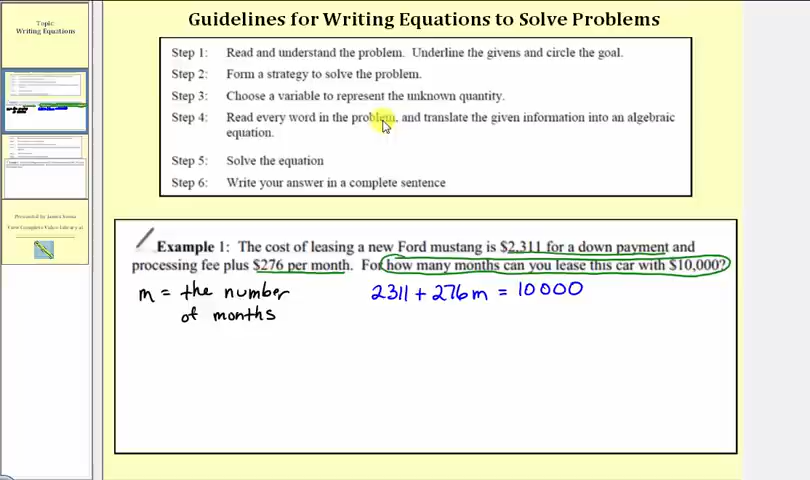 Topic
Writing Equations
Guidelines for Writing Equations to Solve Problems
Step 1: Read and understand the problem. Underline the givens and circle the goal.
Step 2: Form a strategy to solve the problem.
Step 3: Choose a variable to represent the unknown quantity.
Step 4: Read every word in the problem, and translate the given information into an algebraic
equation.
Step 5: Solve the equation
Step 6: Write your answer in a complete sentence
Example 1: The cost of leasing a new Ford mustang is $2,311 for a down payment and
processing fee plus $276 per month. For how many months can you lease this car with $10,000?
m = the number
of months
2311 + 276m = 10000